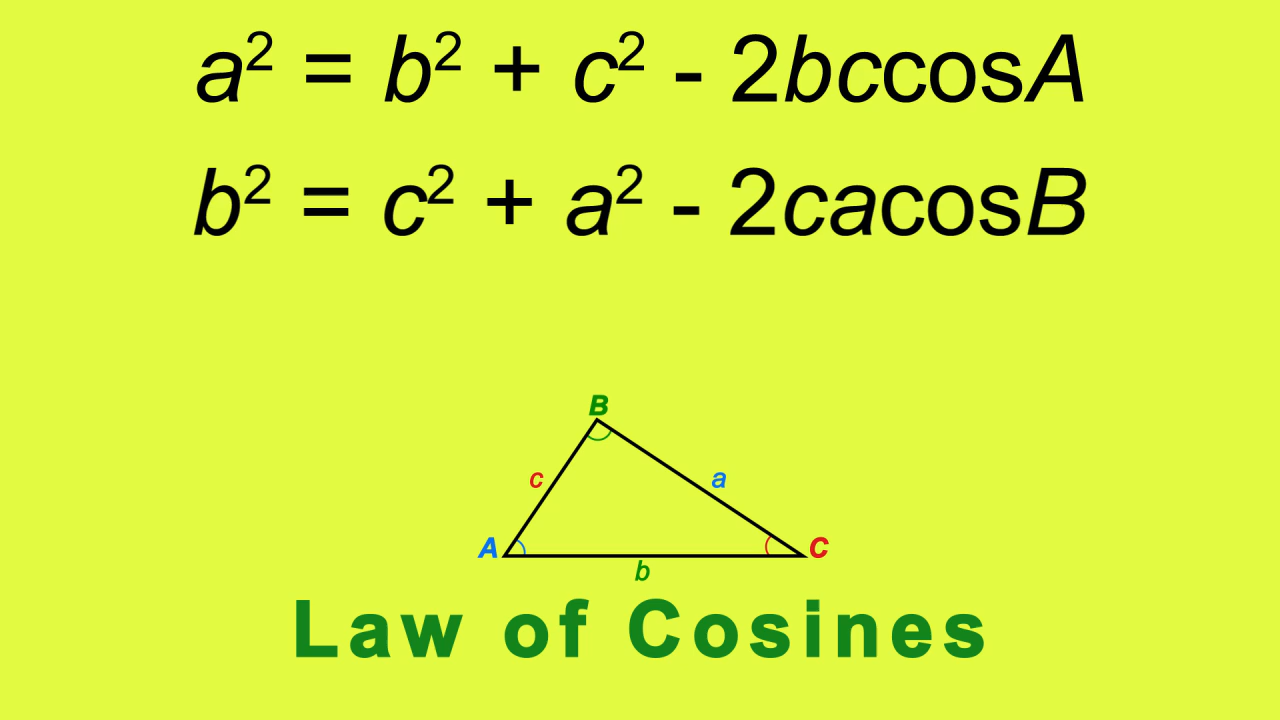 a² = b² + c² - 2bccosA
b² = c² + a² - 2cacosB
B
c a
A C
b
Law of Cosines